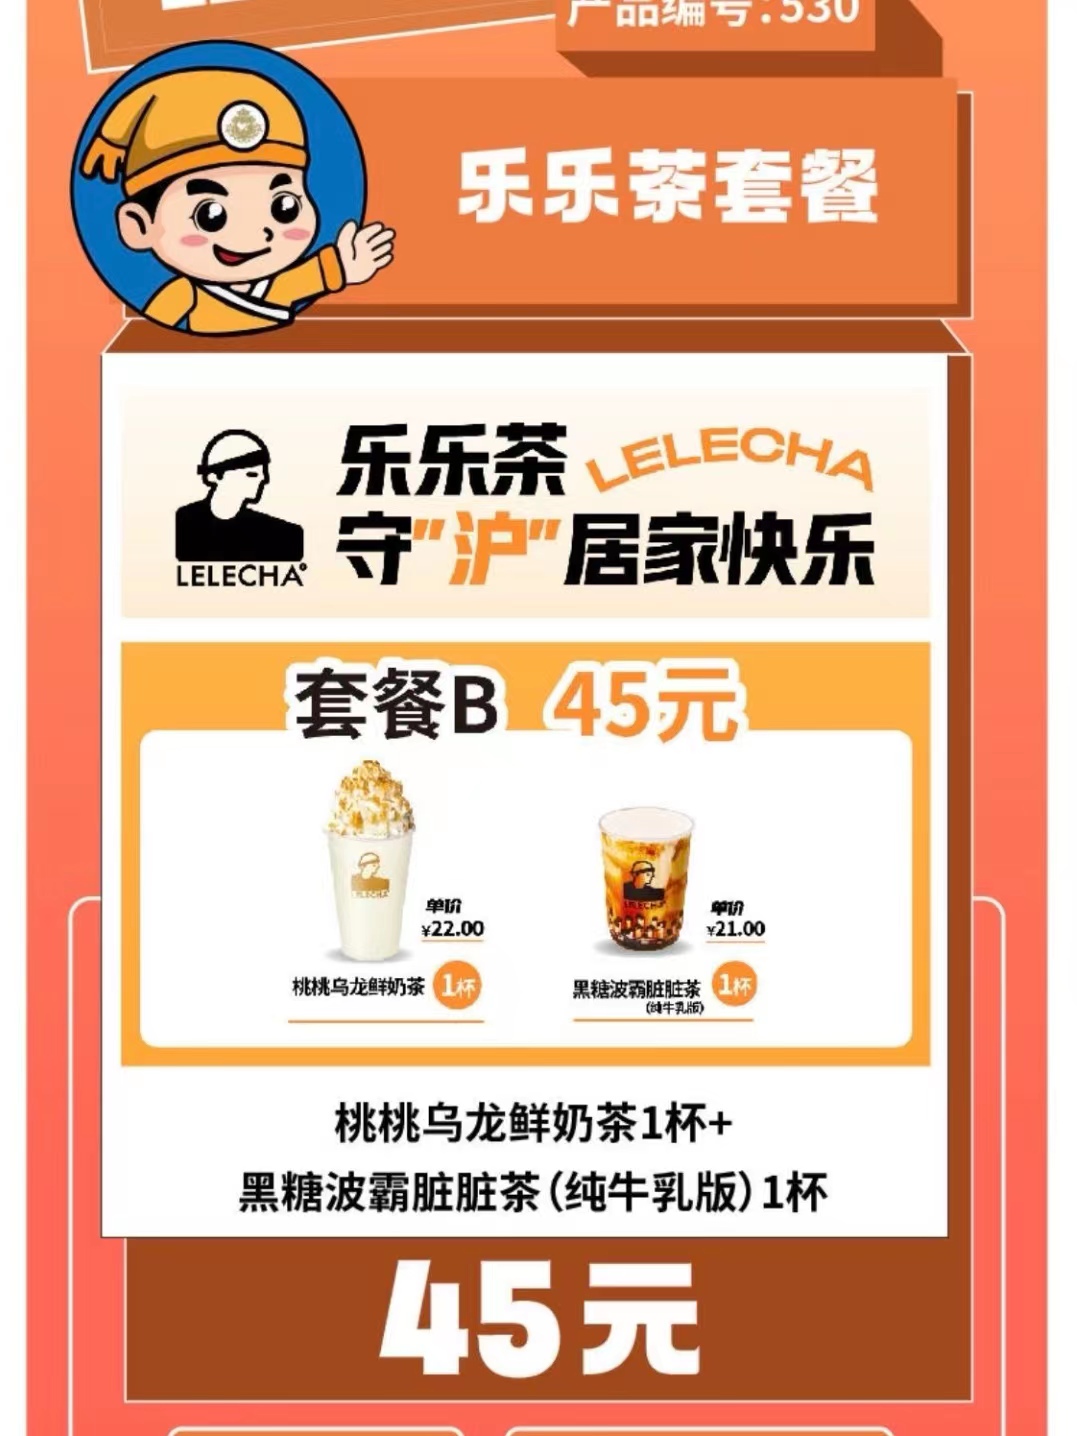 产品编号:530
乐乐茶套餐
乐乐茶 LELECHA
守"沪"居家快乐
LELECHA
套餐B 45元
LELECHA
LELECHA
单价
¥22.00
单价
¥21.00
桃桃乌龙鲜奶茶 1杯
黑糖波霸脏脏茶 1杯
(纯牛乳版)
桃桃乌龙鲜奶茶1杯+
黑糖波霸脏脏茶(纯牛乳版)1杯
45元